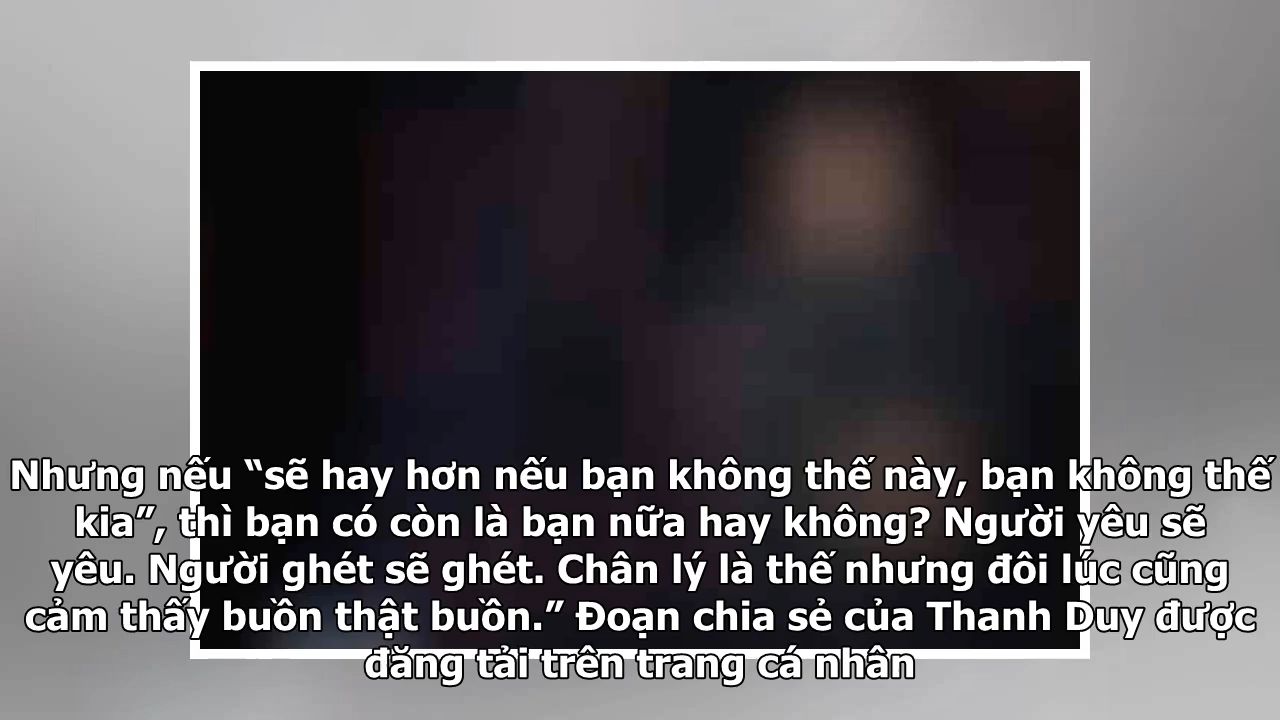 Nhưng nếu “sẽ hay hơn nếu bạn không thế này, bạn không thế
kia”, thì bạn có còn là bạn nữa hay không? Người yêu sẽ
yêu. Người ghét sẽ ghét. Chân lý là thế nhưng đôi lúc cũng
cảm thấy buồn thật buồn.” Đoạn chia sẻ của Thanh Duy được
đăng tải trên trang cá nhân